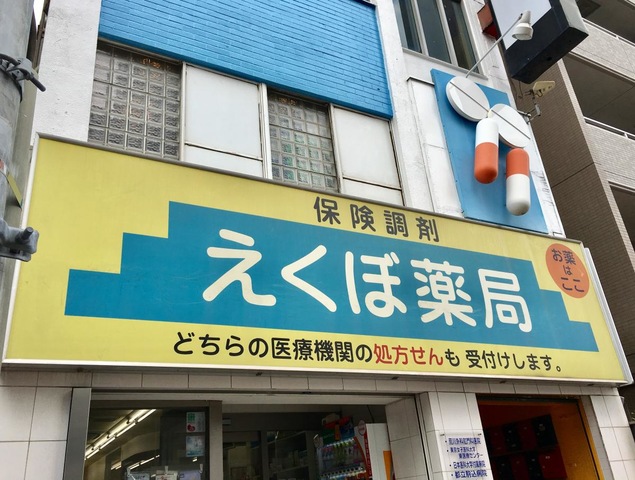 保険調剤
えくぼ薬局
お薬は
ここ
どちらの医療機関の処方せんも 受付けします。